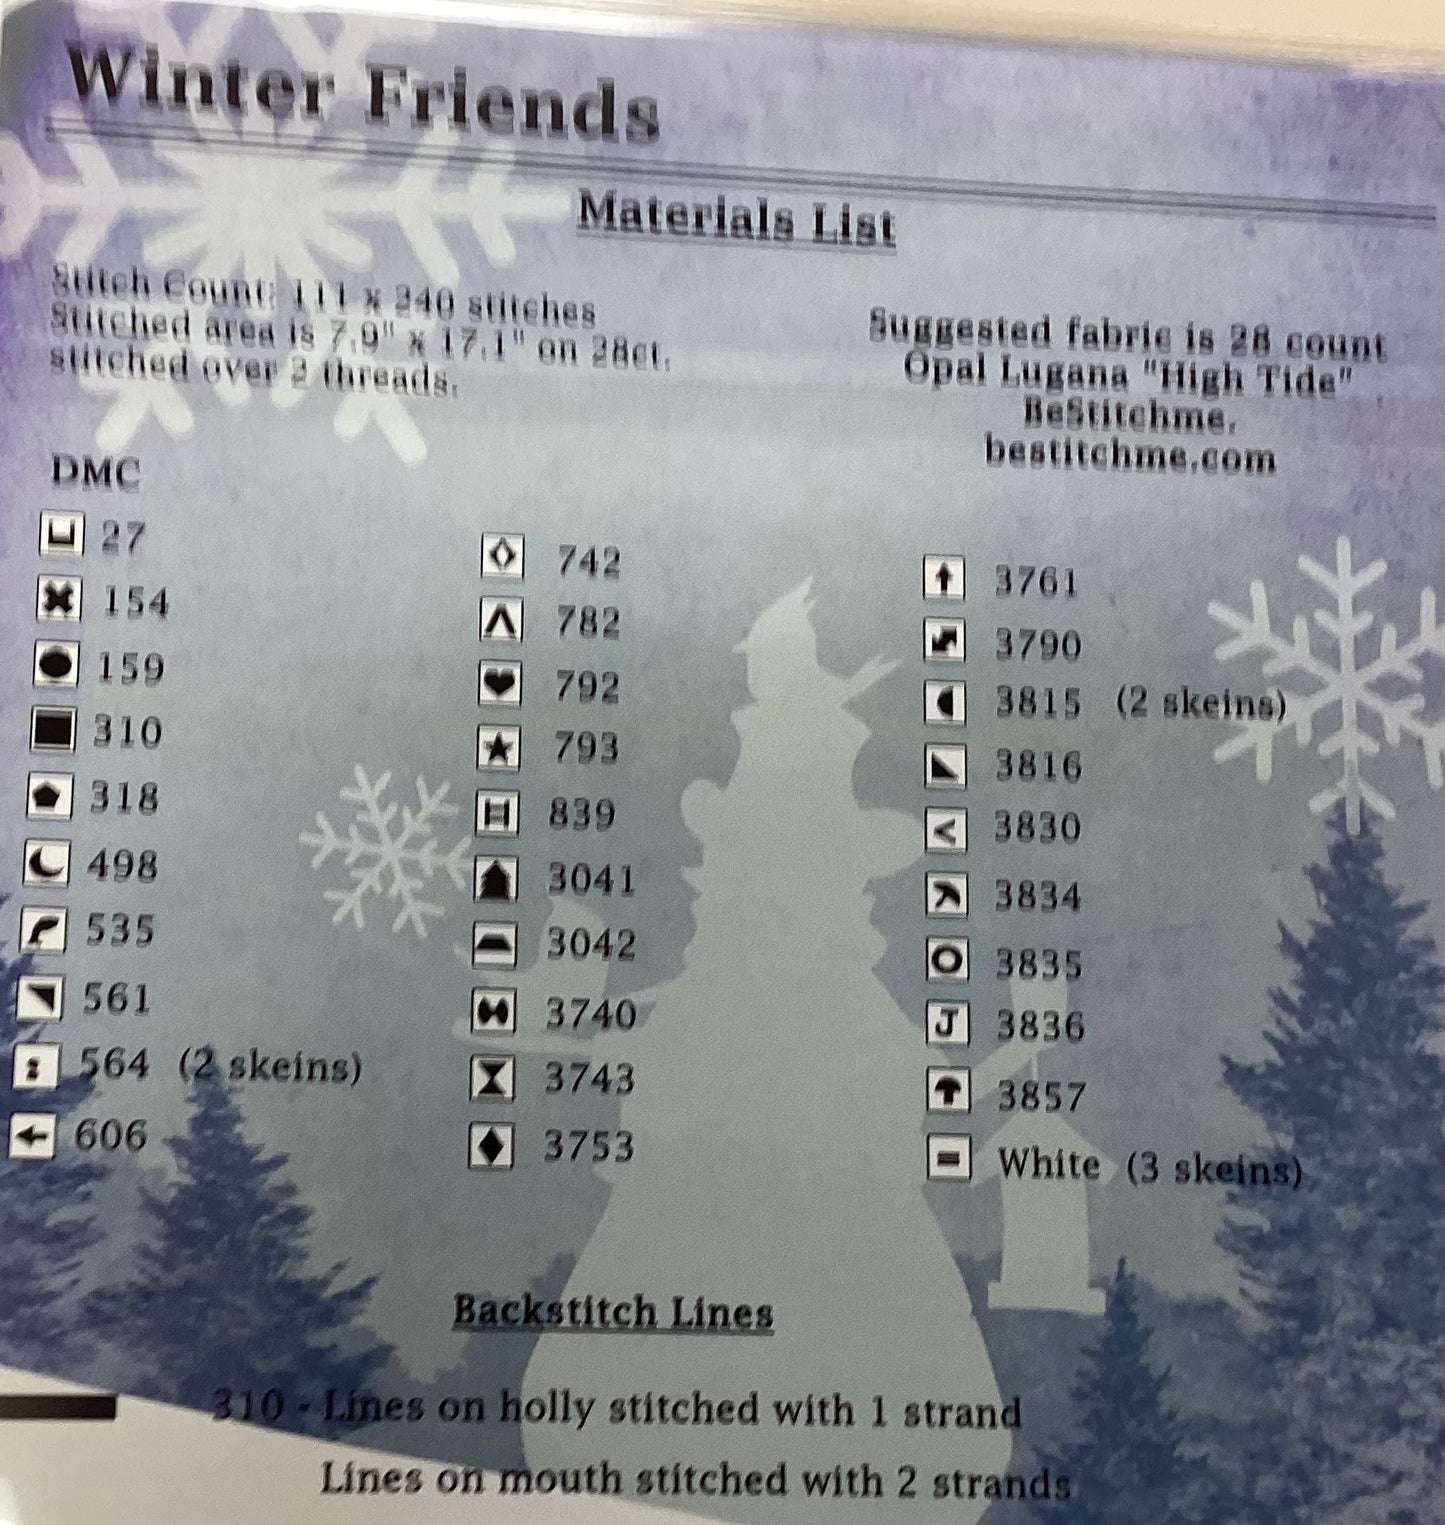 Winter Friends
Materials List
Stitch Count: 111 x 240 stitches
Stitched area is 7.9" x 17.1" on 28ct.
stitched over 2 threads.
Suggested fabric is 28 count
Opal Lugana "High Tide"
BeStitchme.
bestitchme.com
DMC
27
154
159
310
318
498
535
561
564 (2 skeins)
606
742
782
792
793
839
3041
3042
3740
3743
3753
3761
3790
3815 (2 skeins)
3816
3830
3834
3835
J 3836
3857
White (3 skeins)
Backstitch Lines
310 - Lines on holly stitched with 1 strand
Lines on mouth stitched with 2 strands